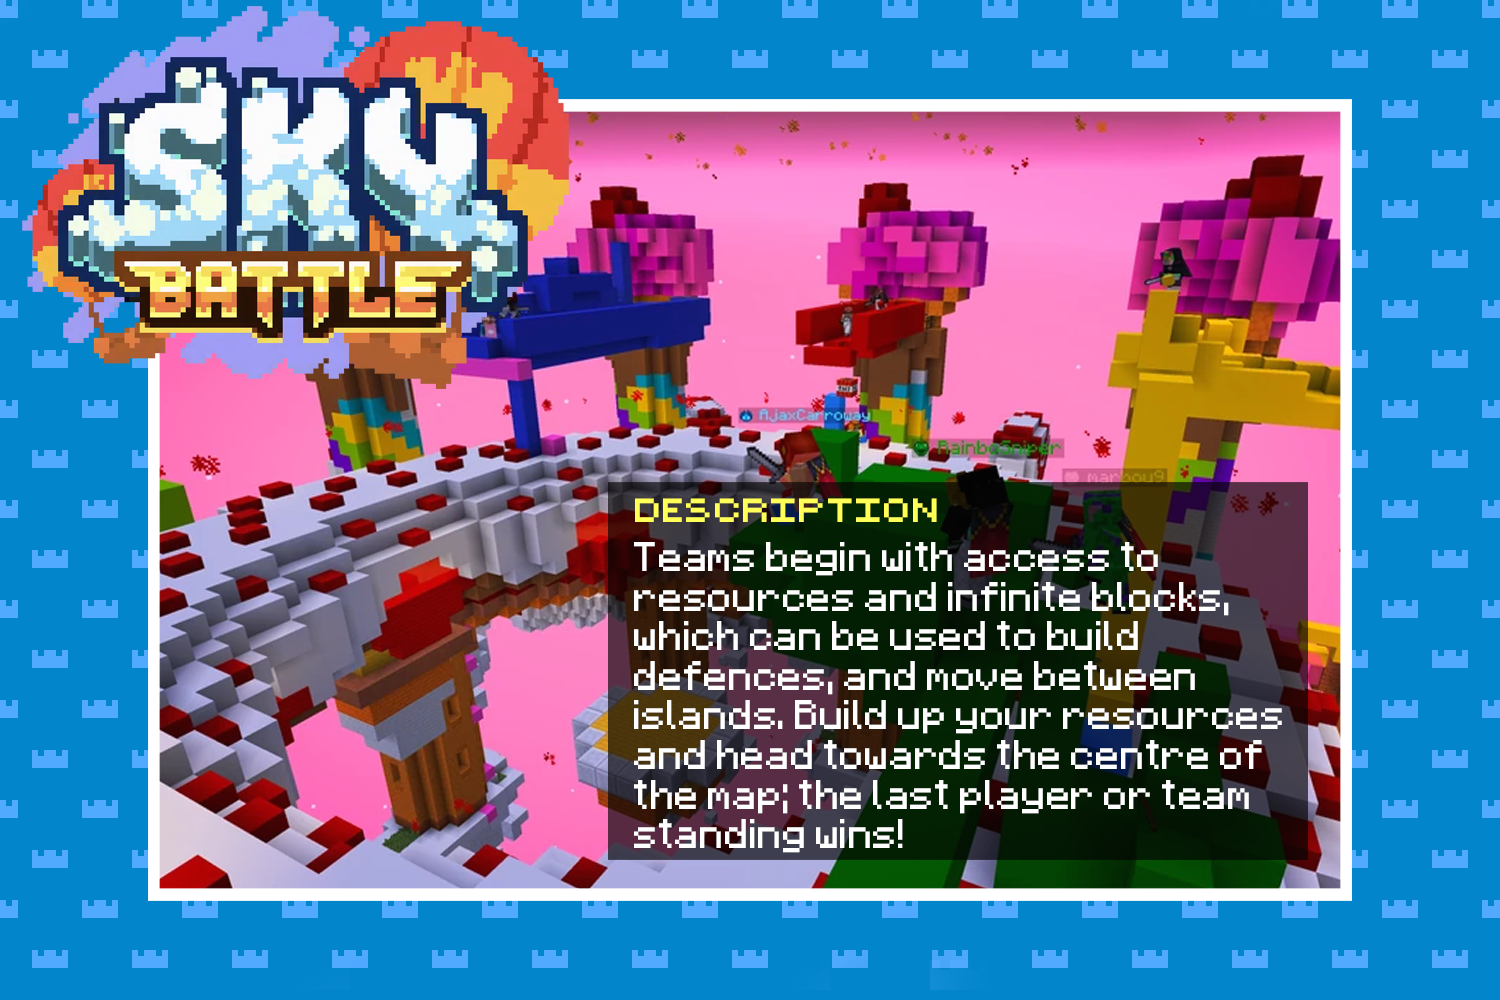 SKY
BATTLE
AjaxCarroway
RainboSniper
marboy9
DESCRIPTION
Teams begin with access to
resources and infinite blocks,
which can be used to build
defences, and move between
islands. Build up your resources
and head towards the centre of
the map; the last player or team
standing wins!